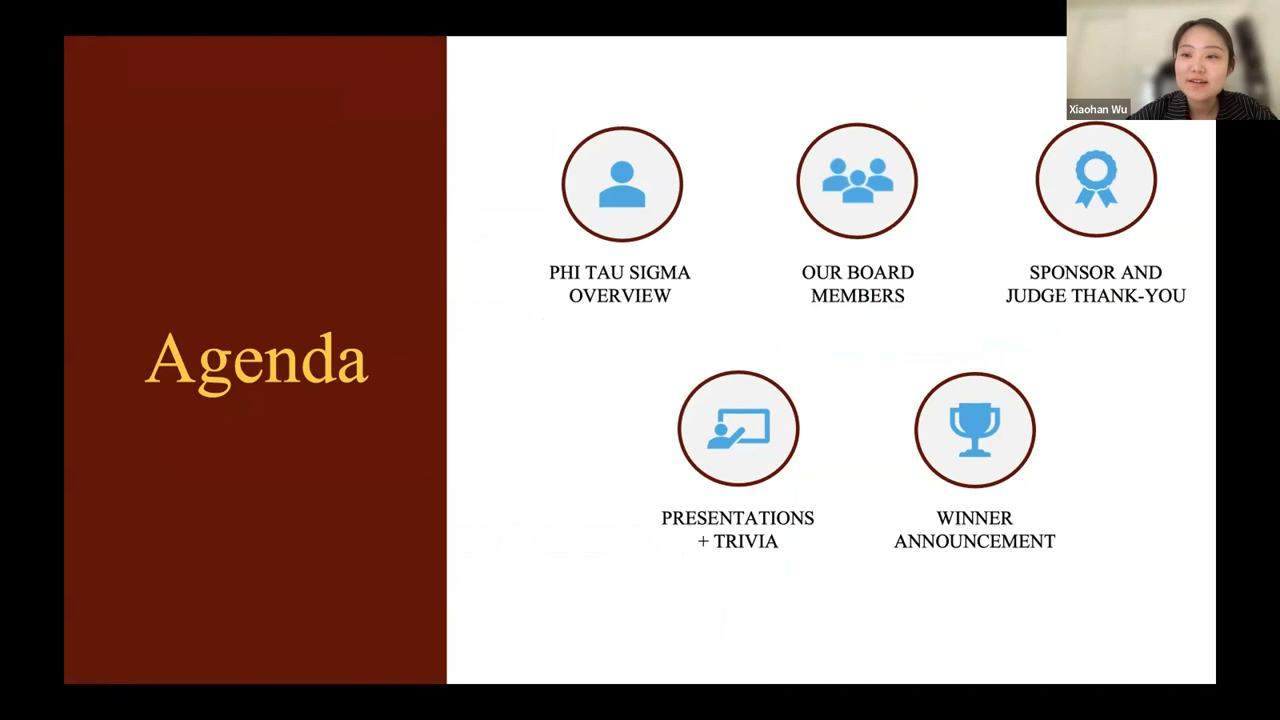 Xiaohan Wu
Agenda
PHI TAU SIGMA
OVERVIEW
OUR BOARD
MEMBERS
SPONSOR AND
JUDGE THANK-YOU
PRESENTATIONS
+ TRIVIA
WINNER
ANNOUNCEMENT